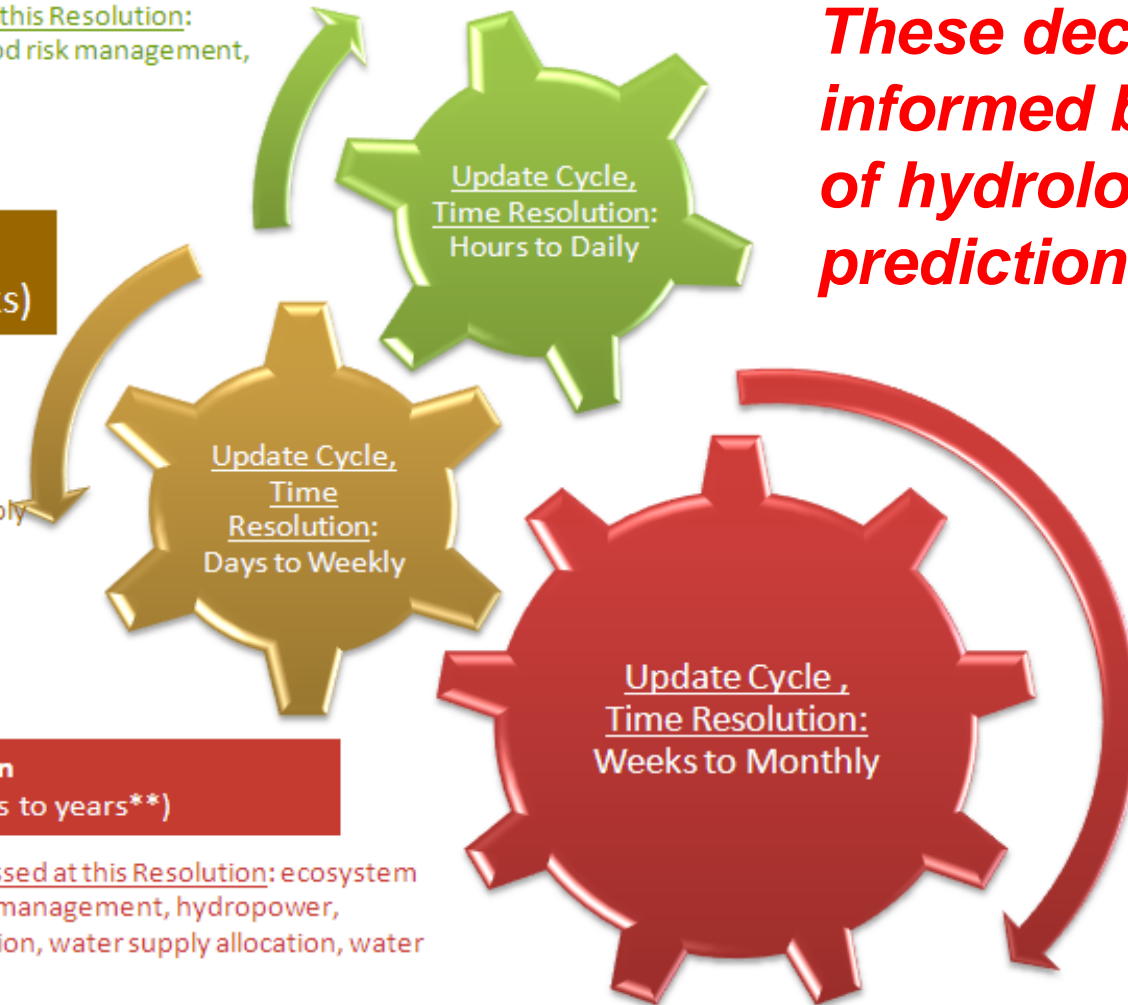 this Resolution:
od risk management,
These dec
informed b
of hydrolo
prediction
Update Cycle,
Time Resolution:
Hours to Daily
ks)
Update Cycle,
Time
Resolution:
Days to Weekly
ply
Update Cycle ,
Time Resolution:
Weeks to Monthly
n
s to years**)
ssed at this Resolution: ecosystem
management, hydropower,
ion, water supply allocation, water